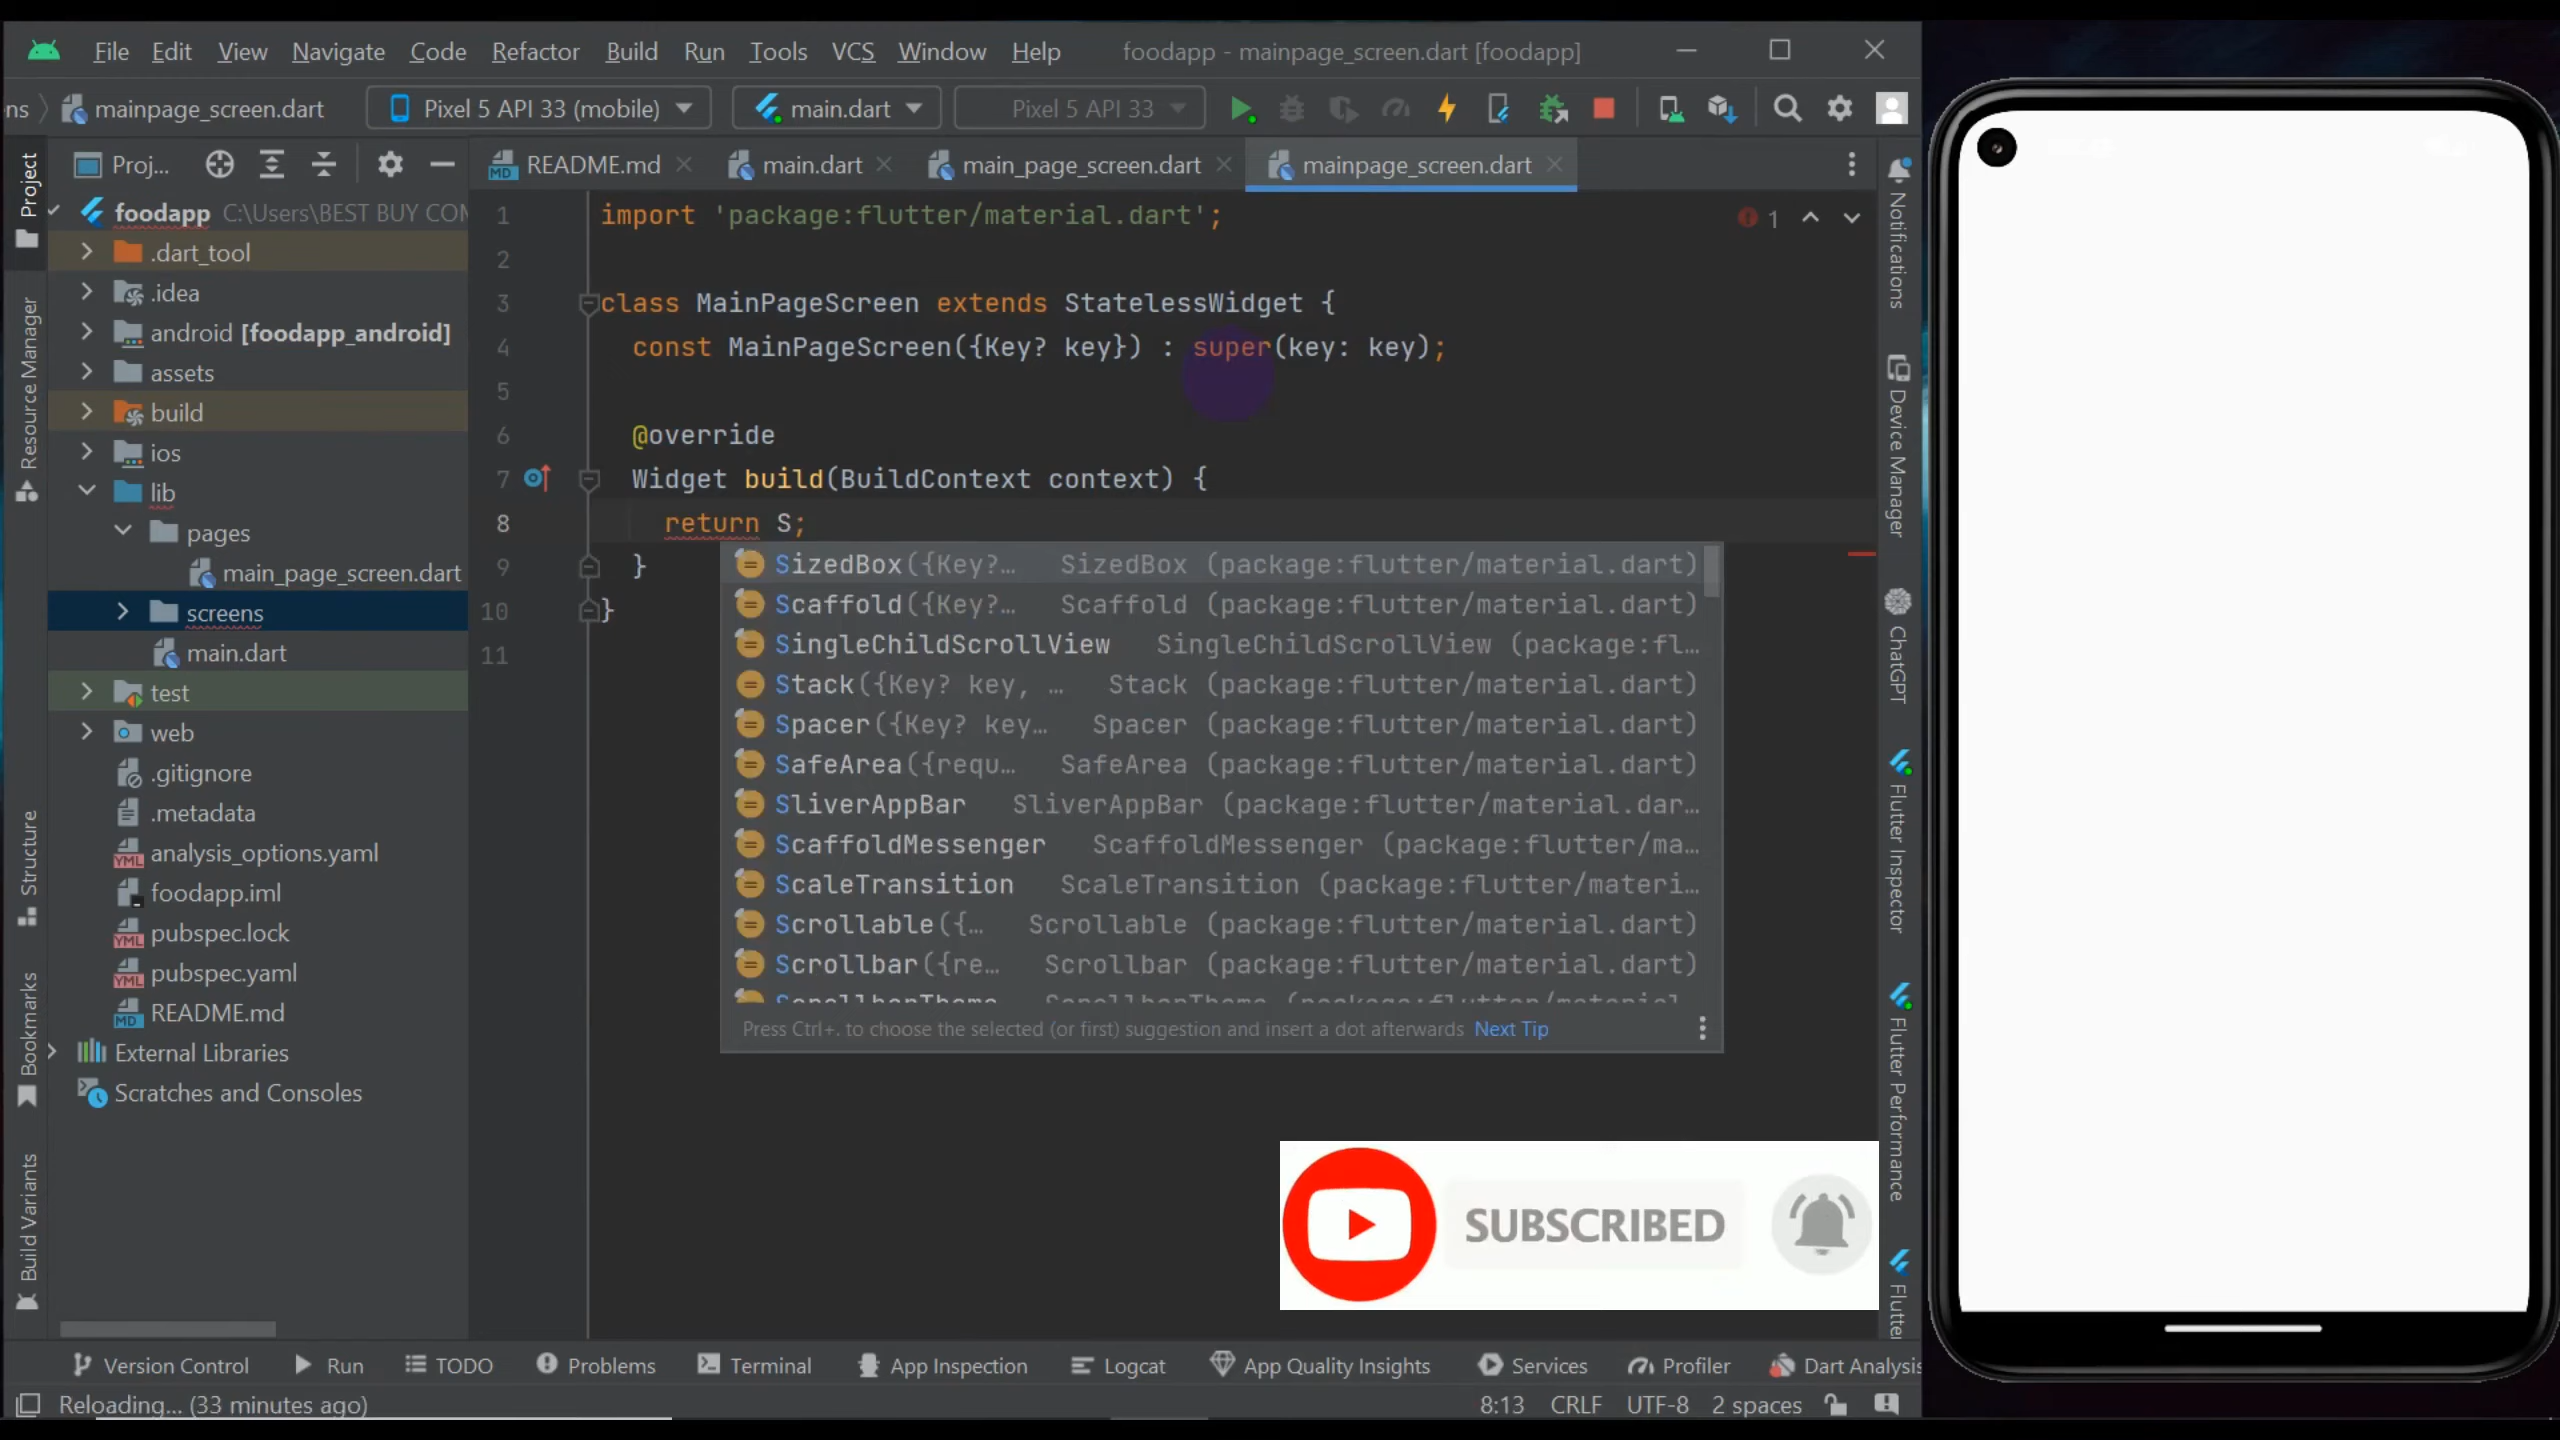 File Edit View Navigate Code Refactor Build Run Tools VCS Window Help foodapp - mainpage_screen.dart [foodapp]
ns mainpage_screen.dart Pixel 5 API 33 (mobile) main.dart Pixel 5 API 33
Proj... README.md main.dart main_page_screen.dart mainpage_screen.dart
Project
Resource Manager
Structure
Bookmarks
Build Variants
foodapp C:\Users\BEST BUY COM
.dart_tool
.idea
android [foodapp_android]
assets
build
ios
lib
pages
main_page_screen.dart
screens
main.dart
test
web
.gitignore
.metadata
analysis_options.yaml
foodapp.iml
pubspec.lock
pubspec.yaml
README.md
External Libraries
Scratches and Consoles
1 import 'package:flutter/material.dart';
1
2
3 class MainPageScreen extends StatelessWidget {
4 const MainPageScreen({Key? key}) : super(key: key);
5
6 @override
7 Widget build(BuildContext context) {
8 return S;
9 }
10 }
11
SizedBox({Key?... SizedBox (package:flutter/material.dart)
Scaffold({Key?... Scaffold (package:flutter/material.dart)
SingleChildScrollView SingleChildScrollView (package:fl...
Stack({Key? key, ... Stack (package:flutter/material.dart)
Spacer({Key? key... Spacer (package:flutter/material.dart)
SafeArea({requ... SafeArea (package:flutter/material.dart)
SliverAppBar SliverAppBar (package:flutter/material.dar...
ScaffoldMessenger ScaffoldMessenger (package:flutter/ma...
ScaleTransition ScaleTransition (package:flutter/materi...
Scrollable({... Scrollable (package:flutter/material.dart)
Scrollbar({re... Scrollbar (package:flutter/material.dart)
ScrollbarTheme ScrollbarTheme (package:flutter/material
Press Ctrl+. to choose the selected (or first) suggestion and insert a dot afterwards Next Tip
SUBSCRIBED
Notifications
Device Manager
ChatGPT
Flutter Inspector
Flutter Performance
Flutter
Version Control Run TODO Problems Terminal App Inspection Logcat App Quality Insights Services Profiler Dart Analysis
Reloading... (33 minutes ago) 8:13 CRLF UTF-8 2 spaces